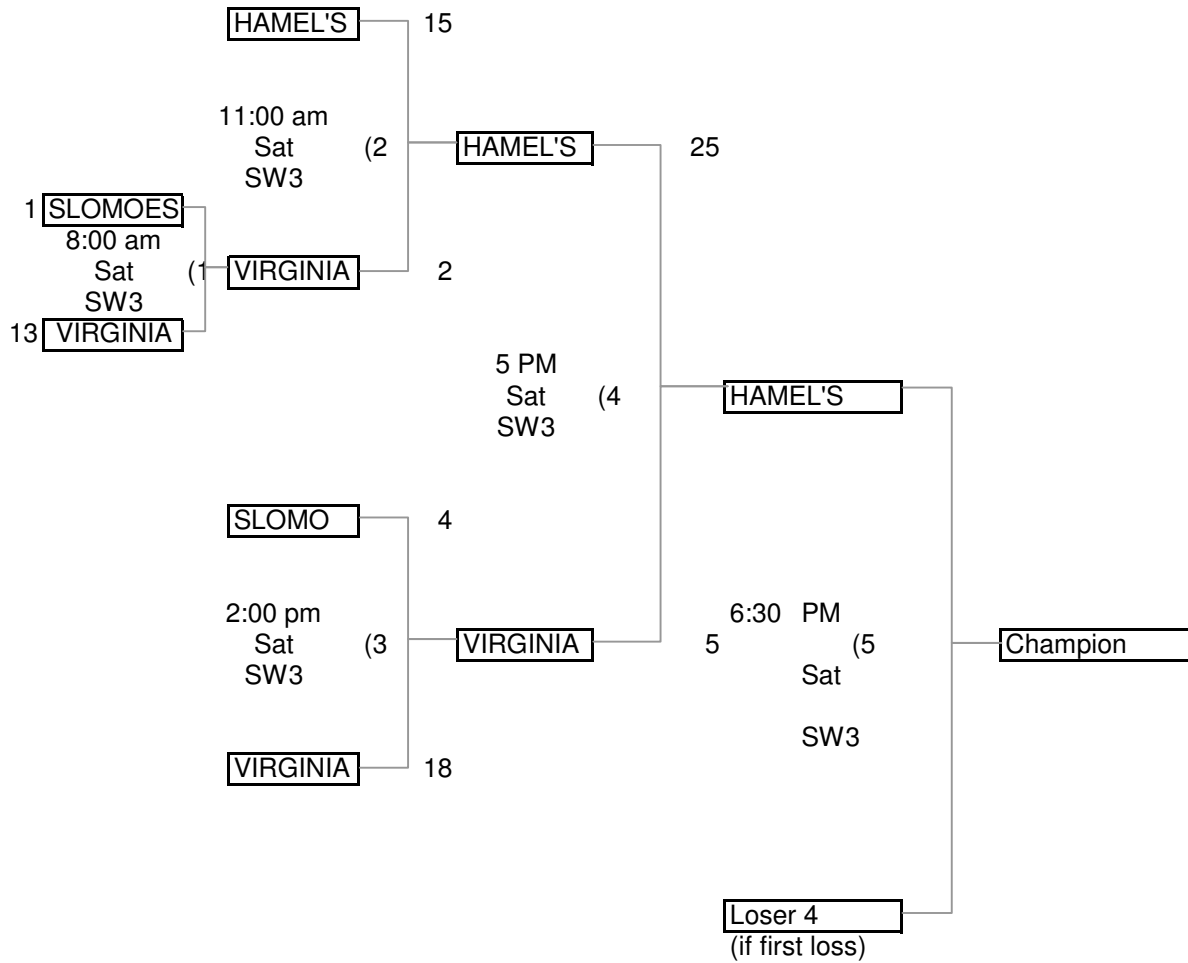 HAMEL'S 15
11:00 am
Sat (2 HAMEL'S 25
SW3
1 SLOMOES
8:00 am
Sat (1 VIRGINIA 2
SW3
13 VIRGINIA
5 PM
Sat (4 HAMEL'S
SW3
SLOMO 4
2:00 pm 6:30 PM
Sat (3 VIRGINIA 5 (5 Champion
SW3 Sat
SW3
VIRGINIA 18
Loser 4
(if first loss)